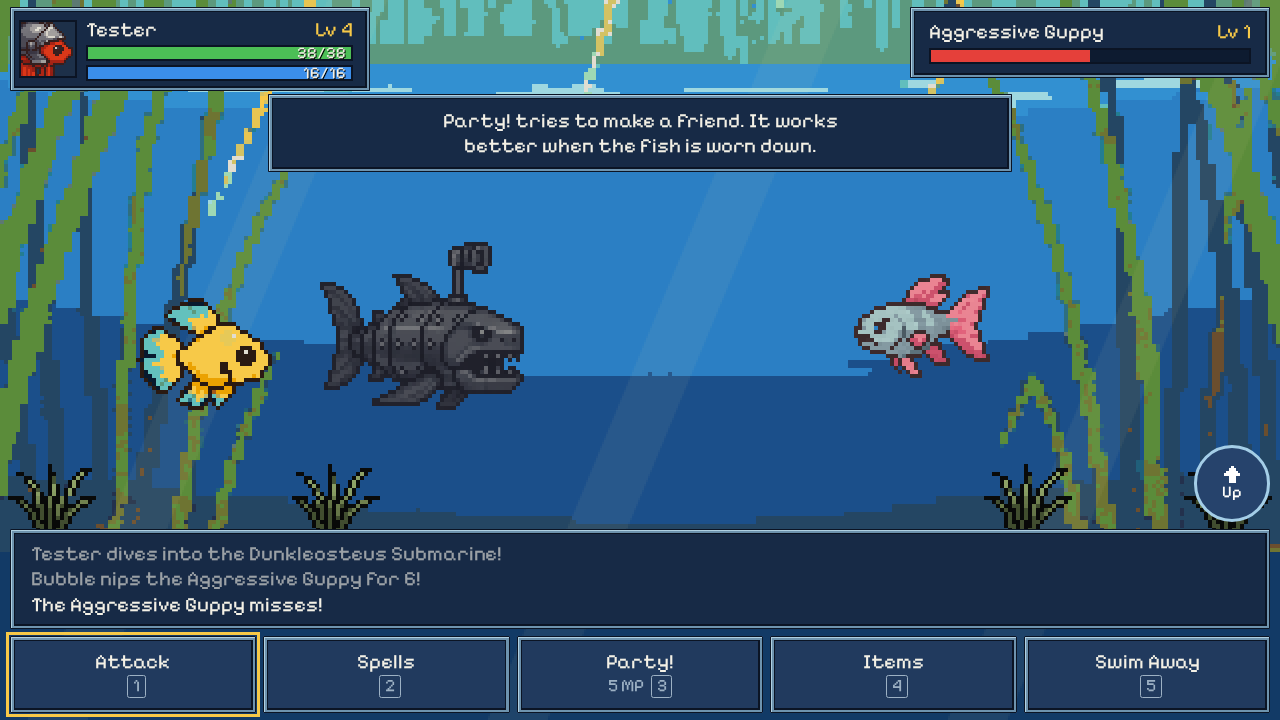 Tester Lv 4
38/38
16/16
Aggressive Guppy Lv 1
Party! tries to make a friend. It works
better when the fish is worn down.
Up
Tester dives into the Dunkleosteus Submarine!
Bubble nips the Aggressive Guppy for 6!
The Aggressive Guppy misses!
Attack
1
Spells
2
Party!
5 MP 3
Items
4
Swim Away
5